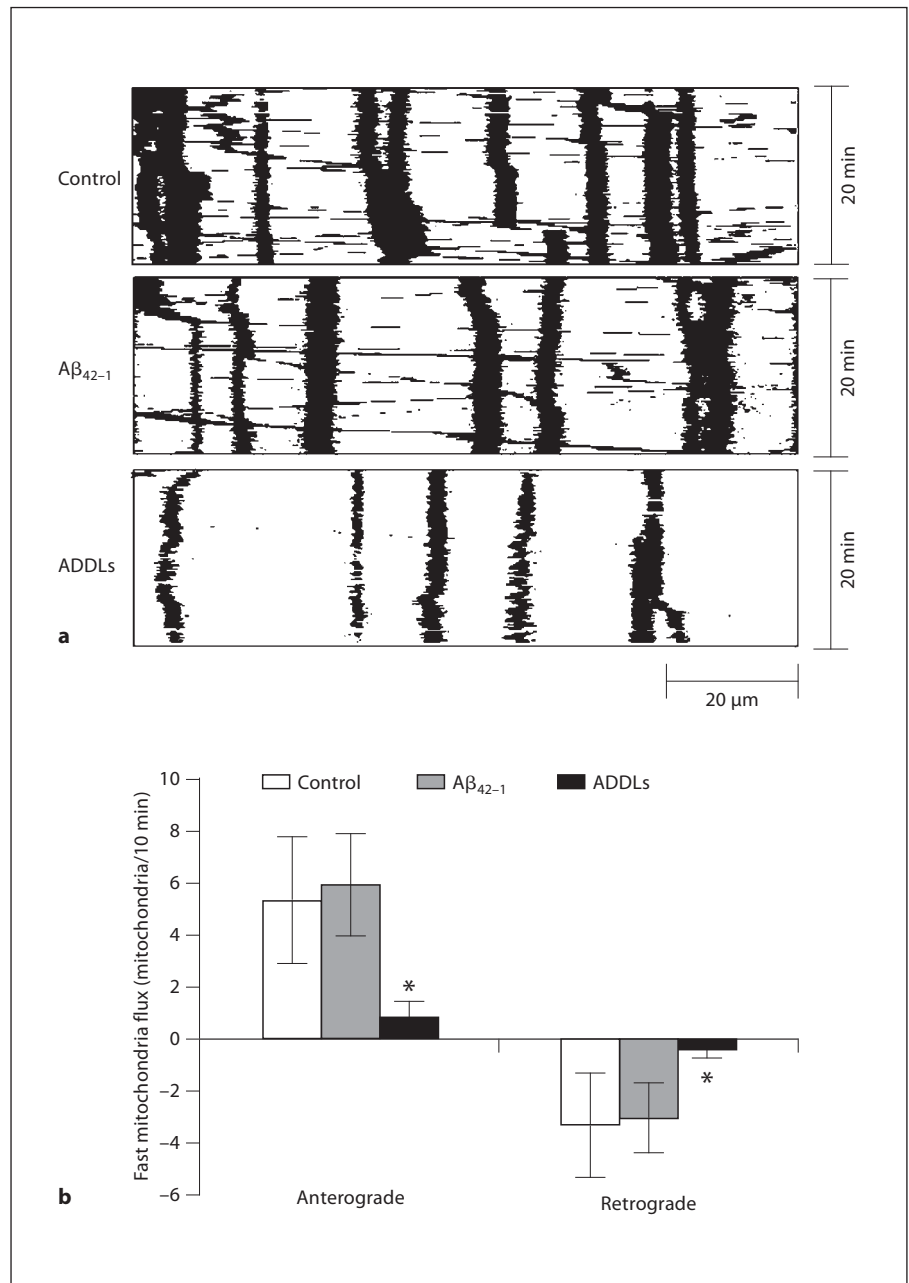 Control
20 min
Aβ42–1
20 min
ADDLs
20 min
a
20 μm
Control
Aβ42–1
ADDLs
Fast mitochondria flux (mitochondria/10 min)
10
8
6
4
2
0
–2
–4
–6
*
*
Anterograde
Retrograde
b